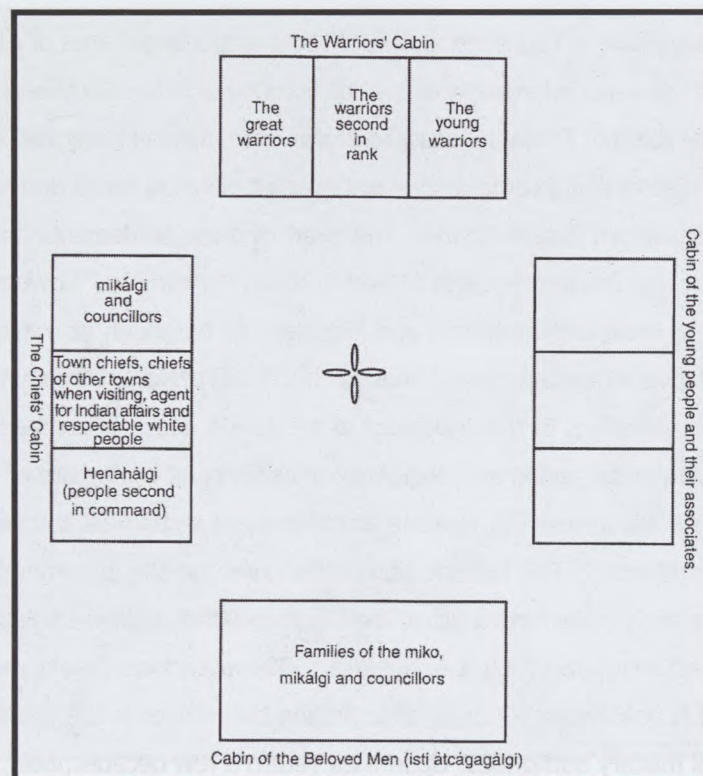 The Warriors' Cabin
The
great
warriors
The
warriors
second
in
rank
The
young
warriors
The Chiefs' Cabin
mikálgi
and
councillors
Town chiefs, chiefs
of other towns
when visiting, agent
for Indian affairs and
respectable white
people
Henahálgi
(people second
in command)
Cabin of the young people and their associates.
Families of the miko,
mikálgi and councillors
Cabin of the Beloved Men (isti àtcágagálgi)